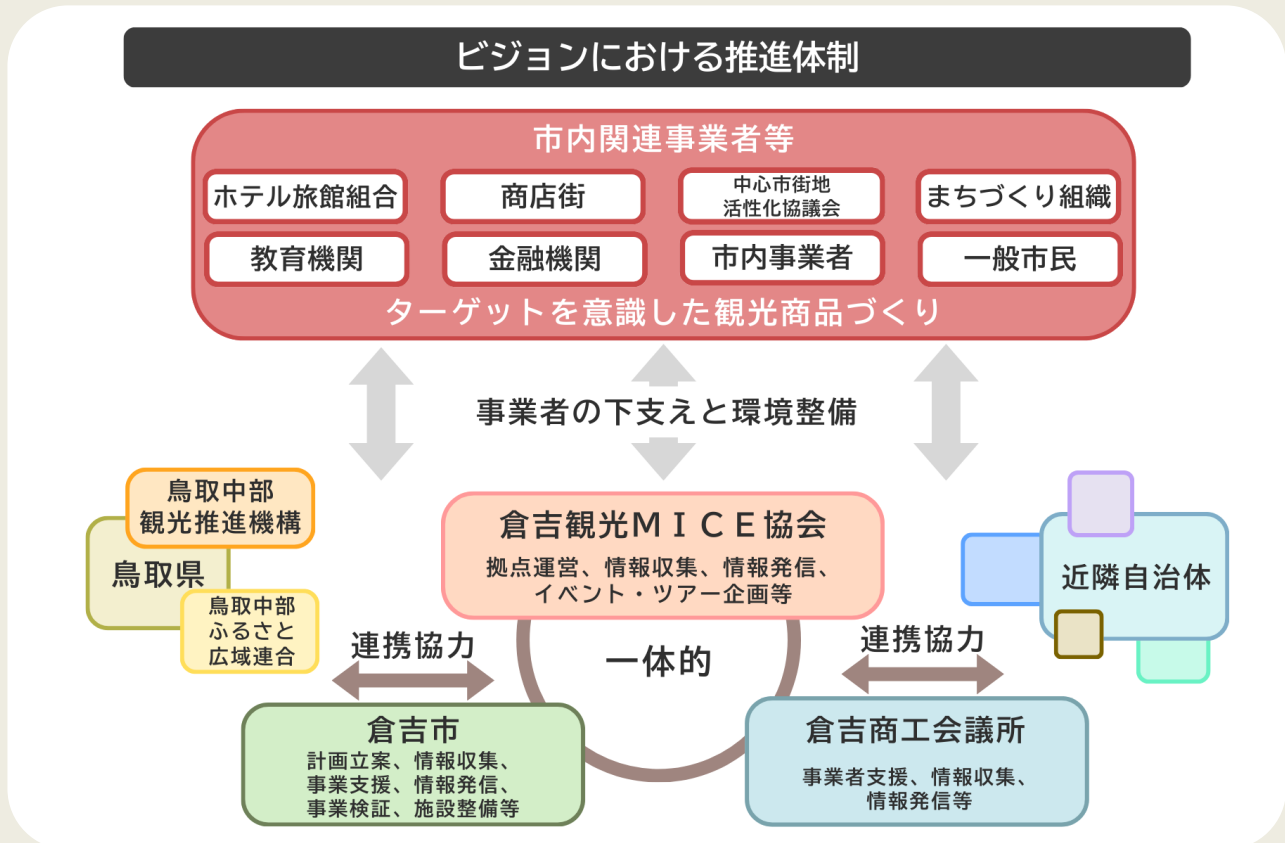 ビジョンにおける推進体制
市内関連事業者等
ホテル旅館組合
商店街
中心市街地
活性化協議会
まちづくり組織
教育機関
金融機関
市内事業者
一般市民
ターゲットを意識した観光商品づくり
事業者の下支えと環境整備
鳥取中部
観光推進機構
鳥取県
鳥取中部
ふるさと
広域連合
倉吉観光ＭＩＣＥ協会
拠点運営、情報収集、情報発信、
イベント・ツアー企画等
近隣自治体
連携協力
一体的
連携協力
倉吉市
計画立案、情報収集、
事業支援、情報発信、
事業検証、施設整備等
倉吉商工会議所
事業者支援、情報収集、
情報発信等